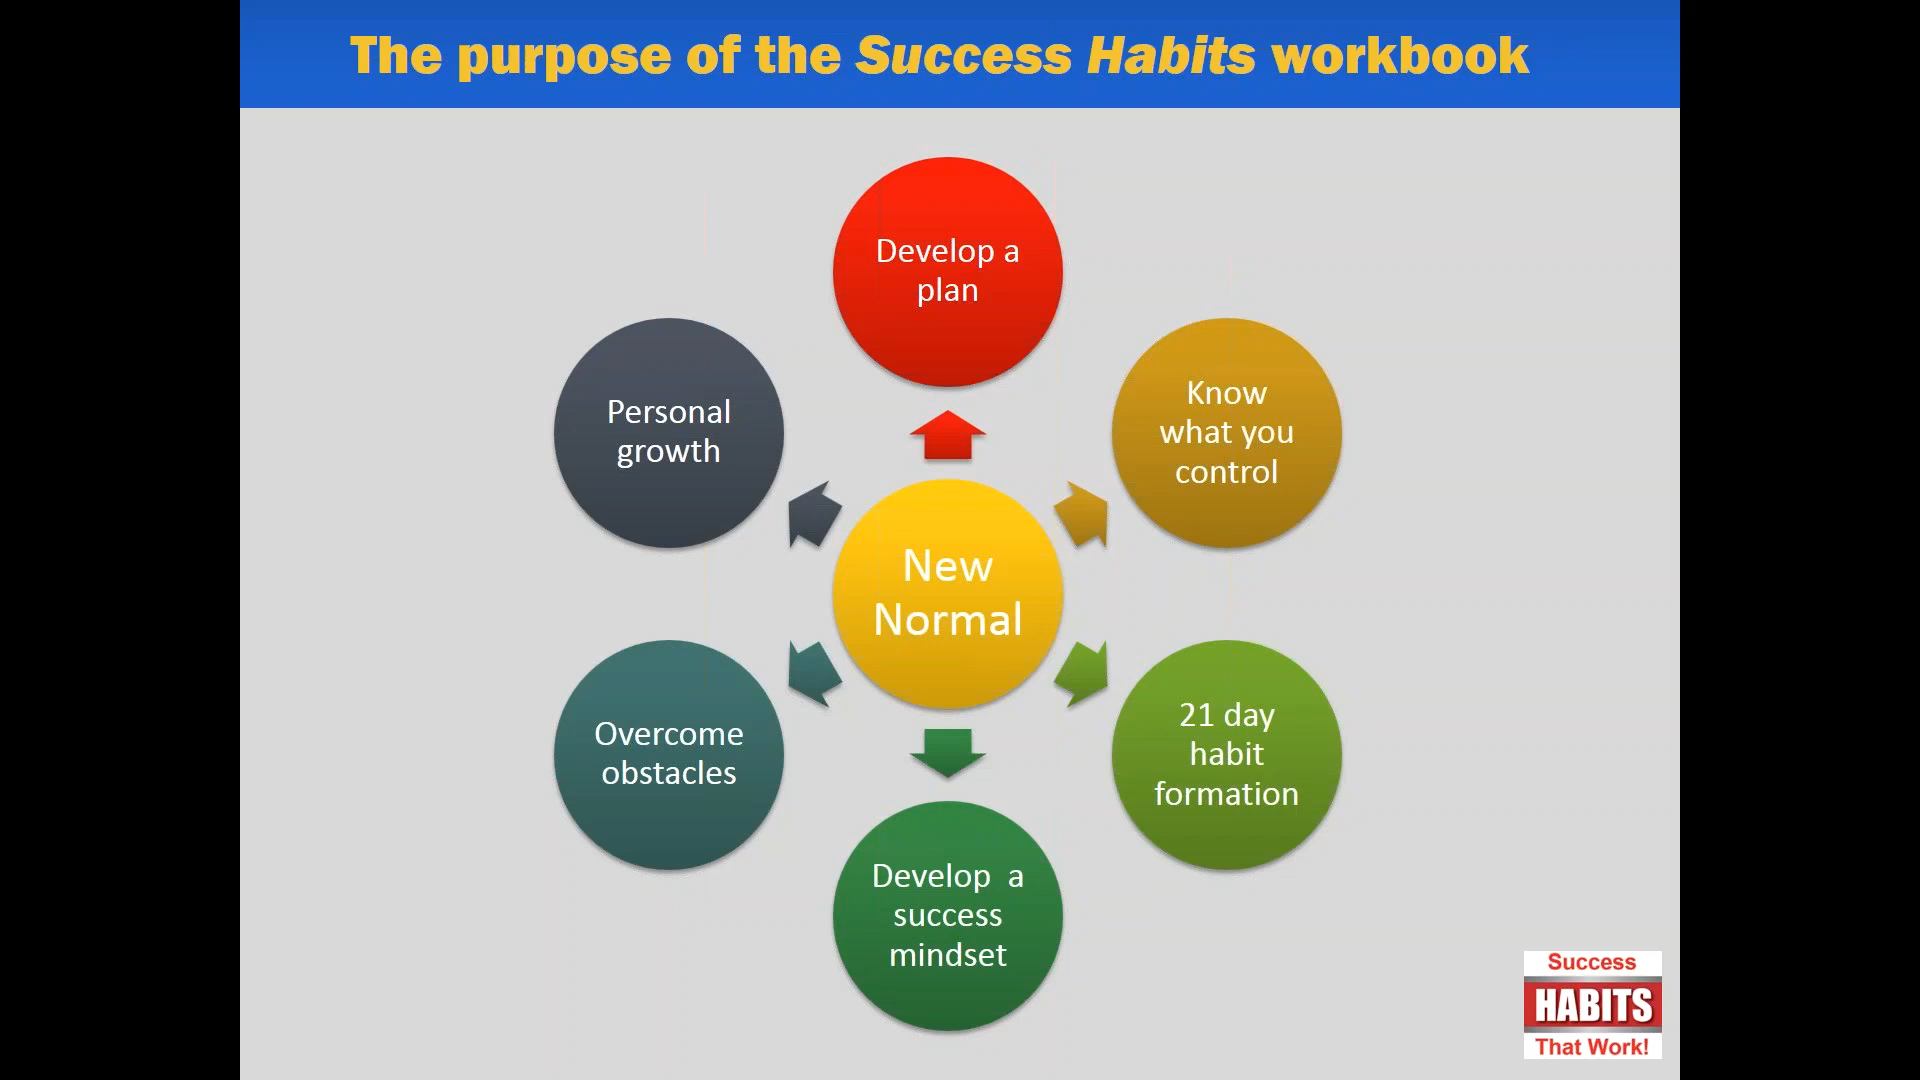 The purpose of the Success Habits workbook
Develop a
plan
Know
what you
control
21 day
habit
formation
Develop  a
success
mindset
Overcome
obstacles
Personal
growth
New
Normal
Success
HABITS
That Work!